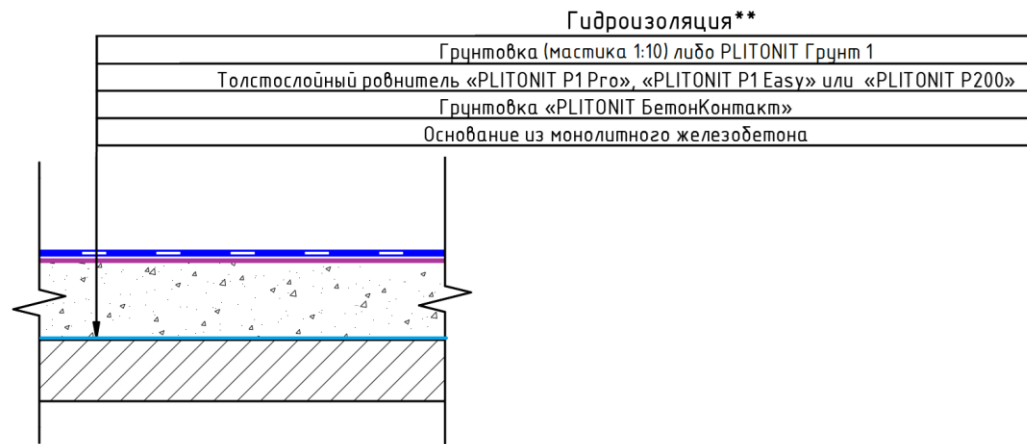 Гидроизоляция**
Грунтовка (мастика 1:10) либо PLITONIT Грунт 1
Толстослойный ровнитель «PLITONIT P1 Pro», «PLITONIT P1 Easy» или «PLITONIT P200»
Грунтовка «PLITONIT БетонКонтакт»
Основание из монолитного железобетона